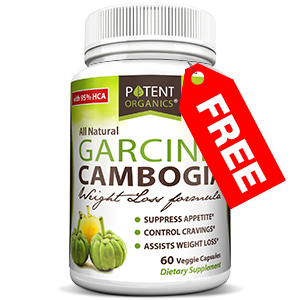 with 95% HCA
POTENT
ORGANICS®
All Natural
GARCINI
CAMBOGIA
Weight Loss formula
• SUPPRESS APPETITE*
• CONTROL CRAVINGS*
• ASSISTS WEIGHT LOSS*
60 Veggie Capsules
Dietary Supplement
FREE